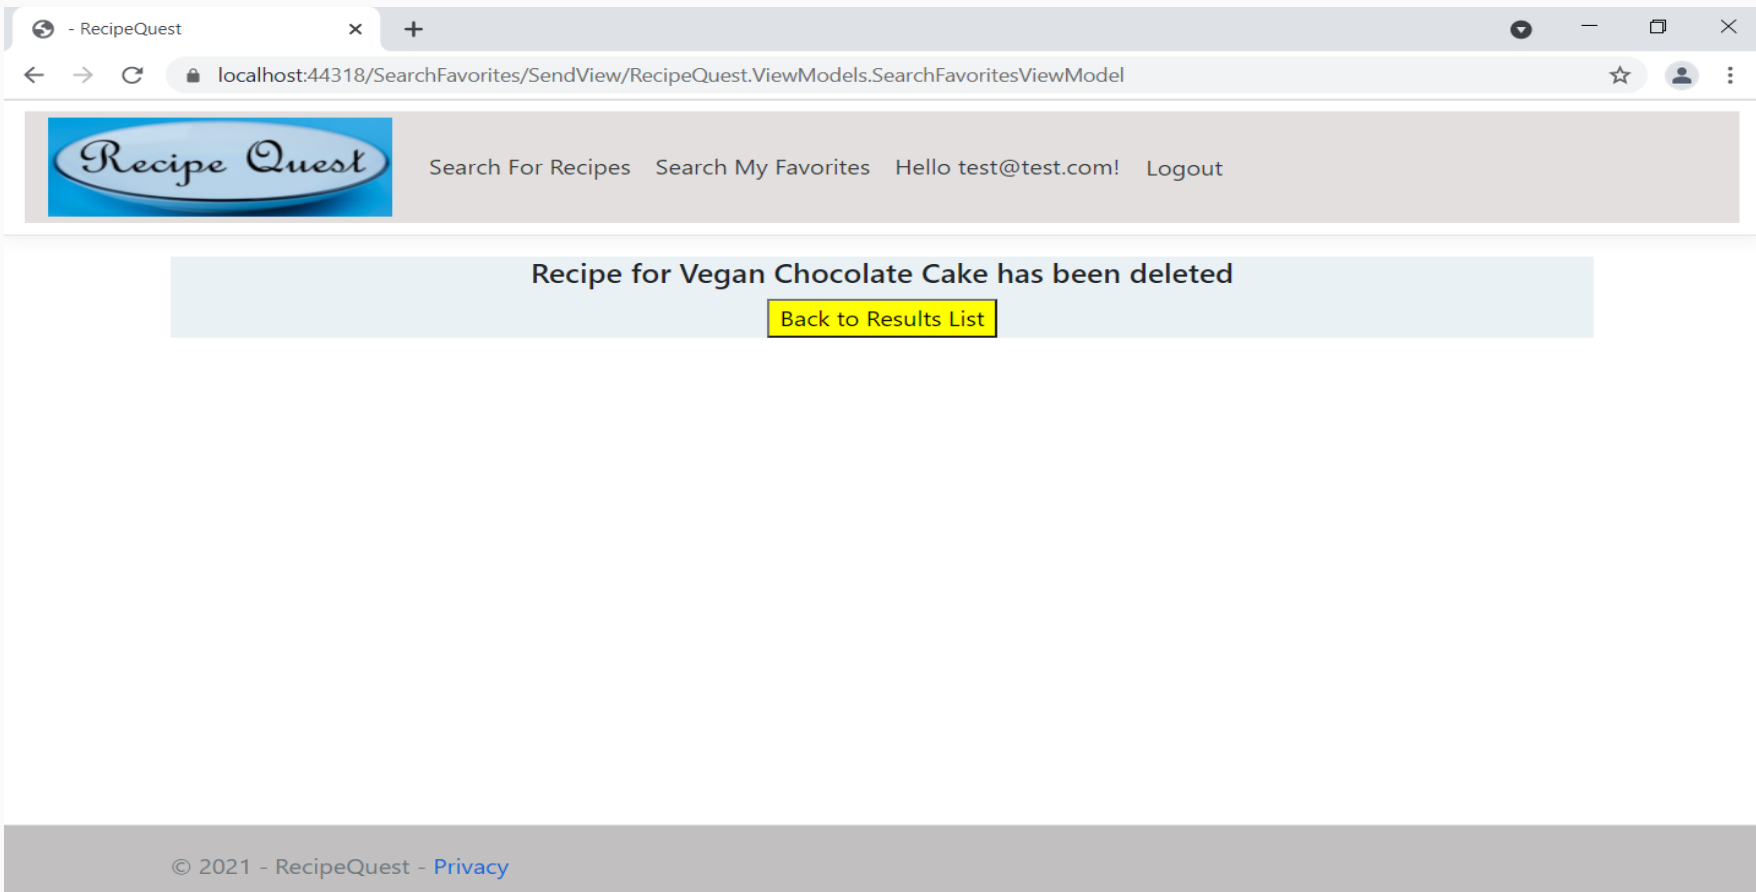 - RecipeQuest
localhost:44318/SearchFavorites/SendView/RecipeQuest.ViewModels.SearchFavoritesViewModel
Recipe Quest
Search For Recipes Search My Favorites Hello test@test.com! Logout
Recipe for Vegan Chocolate Cake has been deleted
Back to Results List
© 2021 - RecipeQuest - Privacy